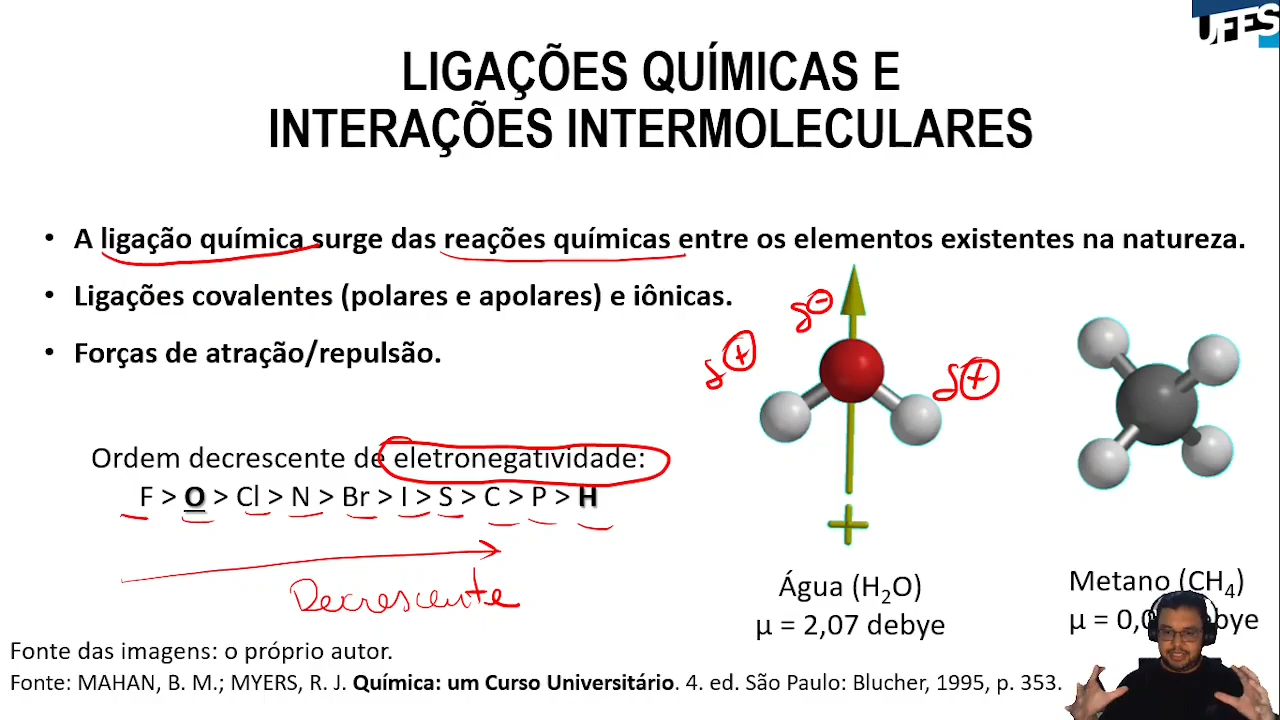 UFES
LIGAÇÕES QUÍMICAS E
INTERAÇÕES INTERMOLECULARES
• A ligação química surge das reações químicas entre os elementos existentes na natureza.
• Ligações covalentes (polares e apolares) e iônicas.
• Forças de atração/repulsão.
δ-
δ+
δ+
Ordem decrescente de eletronegatividade:
F > O > Cl > N > Br > I > S > C > P > H
Decrescente
+
Água (H₂O)
μ = 2,07 debye
Metano (CH₄)
μ = debye
Fonte das imagens: o próprio autor.
Fonte: MAHAN, B. M.; MYERS, R. J. Química: um Curso Universitário. 4. ed. São Paulo: Blucher, 1995, p. 353.